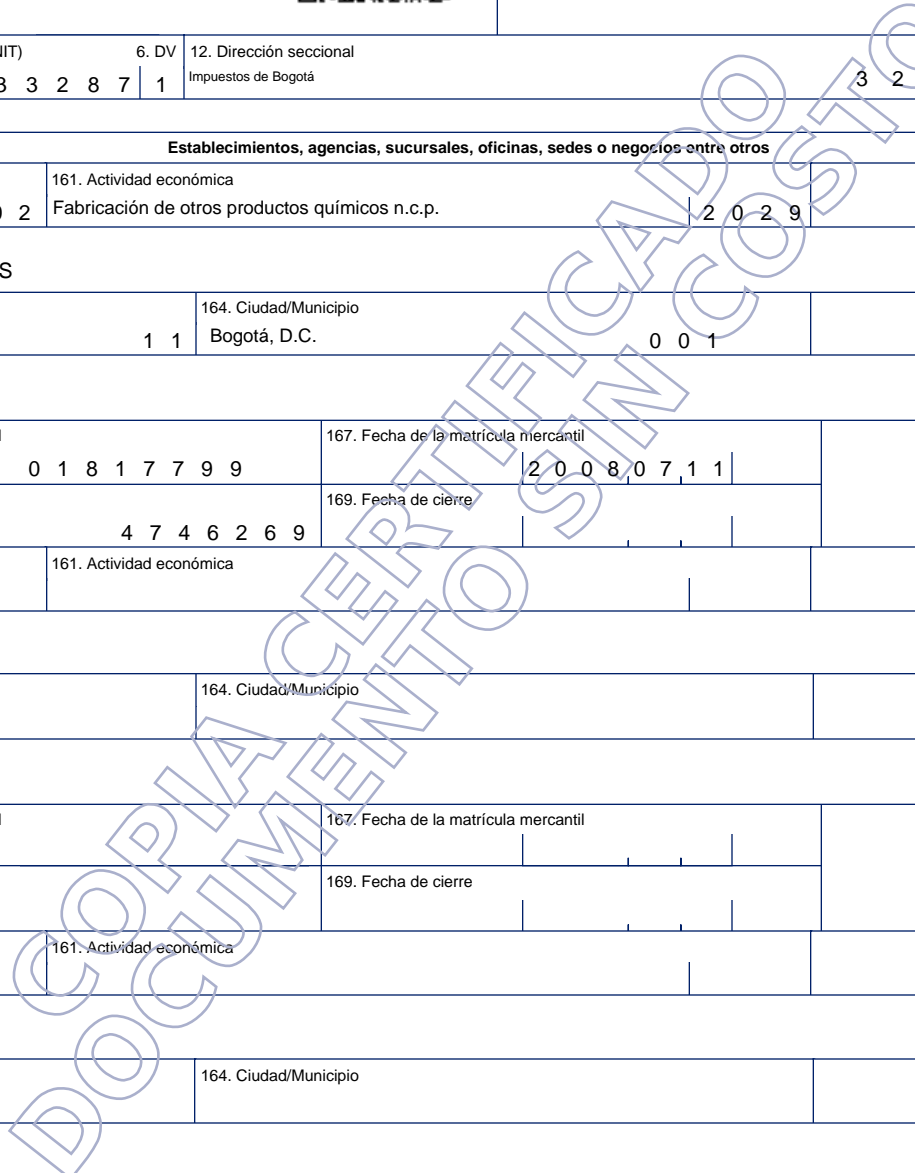 IIT) 6. DV 12. Dirección seccional
3 3 2 8 7 1 Impuestos de Bogotá 3 2
Establecimientos, agencias, sucursales, oficinas, sedes o negocios entre otros
161. Actividad económica
2 Fabricación de otros productos químicos n.c.p. 2 0 2 9
S
164. Ciudad/Municipio
1 1 Bogotá, D.C. 0 0 1
167. Fecha de la matrícula mercantil
0 1 8 1 7 7 9 9 2 0 0 8 0 7 1 1
169. Fecha de cierre
4 7 4 6 2 6 9
161. Actividad económica
164. Ciudad/Municipio
167. Fecha de la matrícula mercantil
169. Fecha de cierre
161. Actividad económica
164. Ciudad/Municipio
COPIA CERTIFICADO
DOCUMENTO SIN COSTO